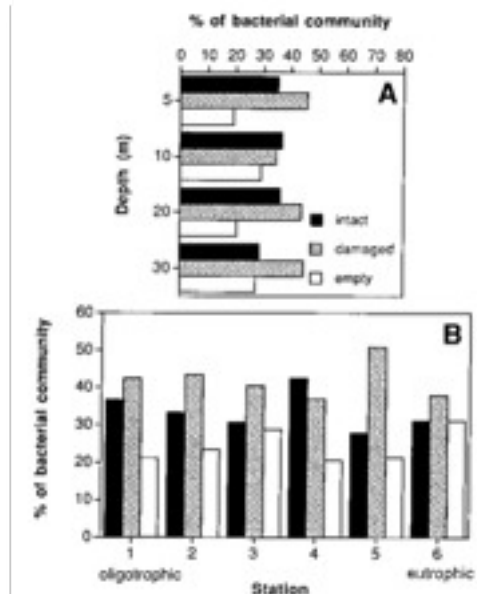 % of bacterial community
0 10 20 30 40 50 60 70 80
A
5
10
20
30
Depth (m)
intact
damaged
empty
B
60
50
40
30
20
10
0
% of bacterial community
1 2 3 4 5 6
oligotrophic eutrophic
Station